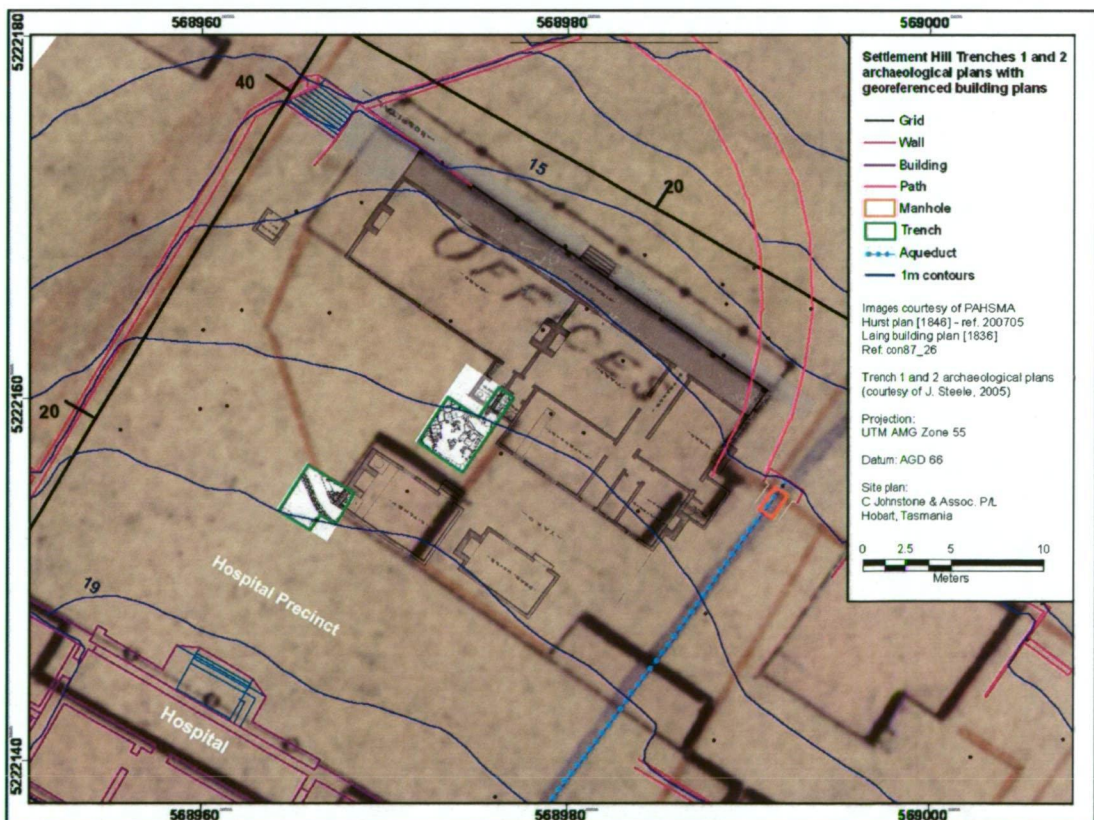 568960
568980
569000
5222180
5222160
5222140
40
15
20
20
19
OFFICES
Hospital Precinct
Hospital
Settlement Hill Trenches 1 and 2
archaeological plans with
georeferenced building plans
Grid
Wall
Building
Path
Manhole
Trench
Aqueduct
1m contours
Images courtesy of PAHSMA
Hurst plan [1846] - ref. 200705
Laing building plan [1836]
Ref: con87_26
Trench 1 and 2 archaeological plans
(courtesy of J. Steele, 2005)
Projection:
UTM AMG Zone 55
Datum: AGD 66
Site plan:
C Johnstone & Assoc. P/L
Hobart, Tasmania
0 2.5 5 10
Meters
568960
568980
569000